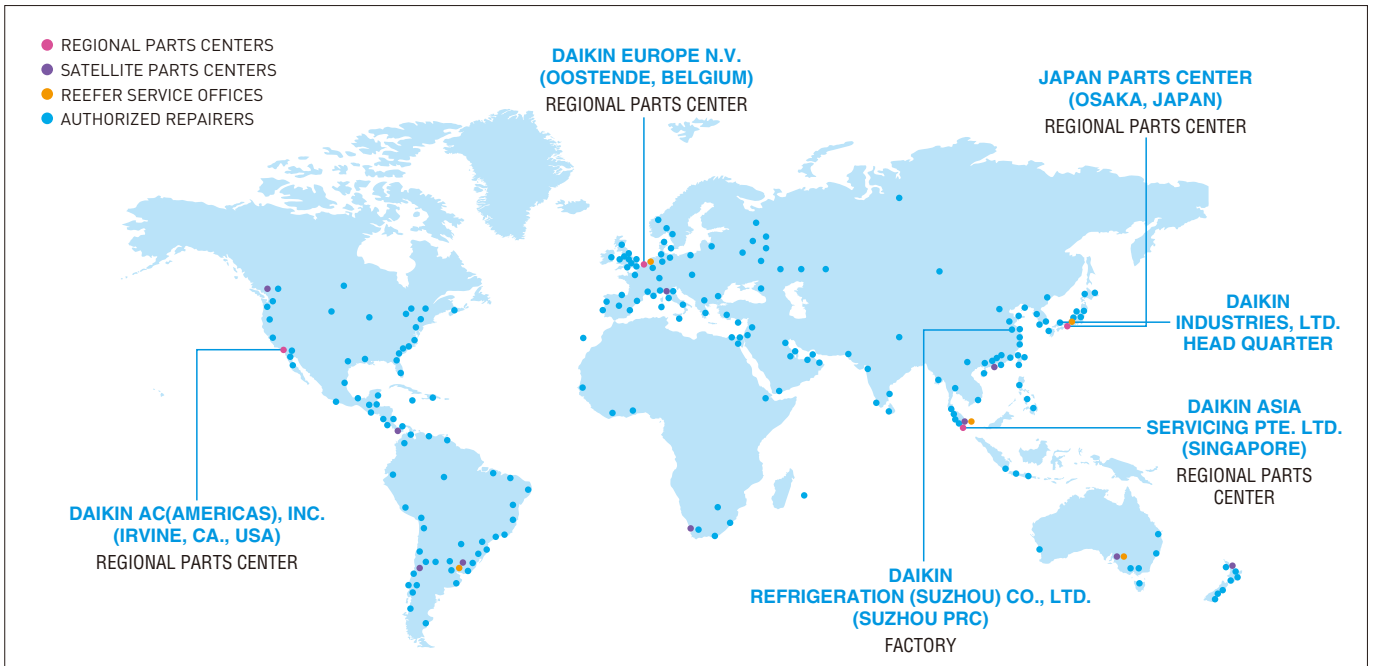 REGIONAL PARTS CENTERS
SATELLITE PARTS CENTERS
REEFER SERVICE OFFICES
AUTHORIZED REPAIRERS
DAIKIN EUROPE N.V.
(OOSTENDE, BELGIUM)
REGIONAL PARTS CENTER
JAPAN PARTS CENTER
(OSAKA, JAPAN)
REGIONAL PARTS CENTER
DAIKIN
INDUSTRIES, LTD.
HEAD QUARTER
DAIKIN ASIA
SERVICING PTE. LTD.
(SINGAPORE)
REGIONAL PARTS
CENTER
DAIKIN AC(AMERICAS), INC.
(IRVINE, CA., USA)
REGIONAL PARTS CENTER
DAIKIN
REFRIGERATION (SUZHOU) CO., LTD.
(SUZHOU PRC)
FACTORY